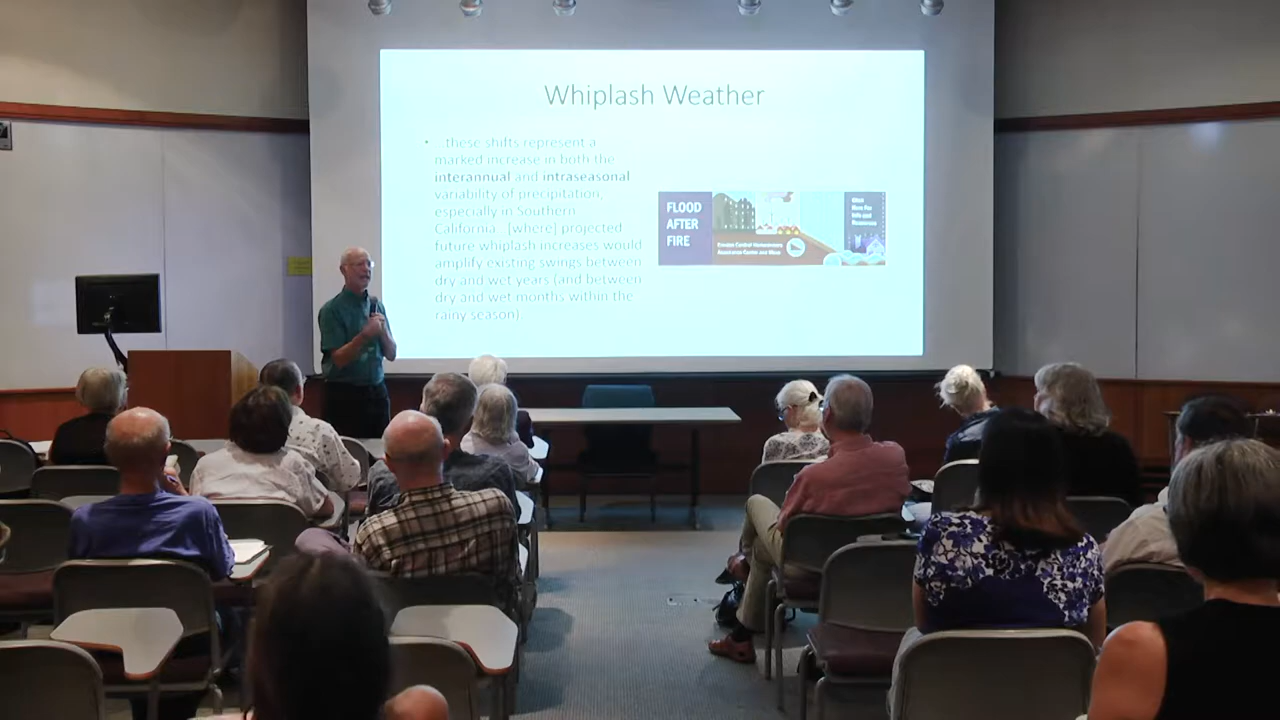 Whiplash Weather
• ...these shifts represent a
marked increase in both the
interannual and intraseasonal
variability of precipitation,
especially in Southern
California...[where] projected
future whiplash increases would
amplify existing swings between
dry and wet years (and between
dry and wet months within the
rainy season).
FLOOD
AFTER
FIRE